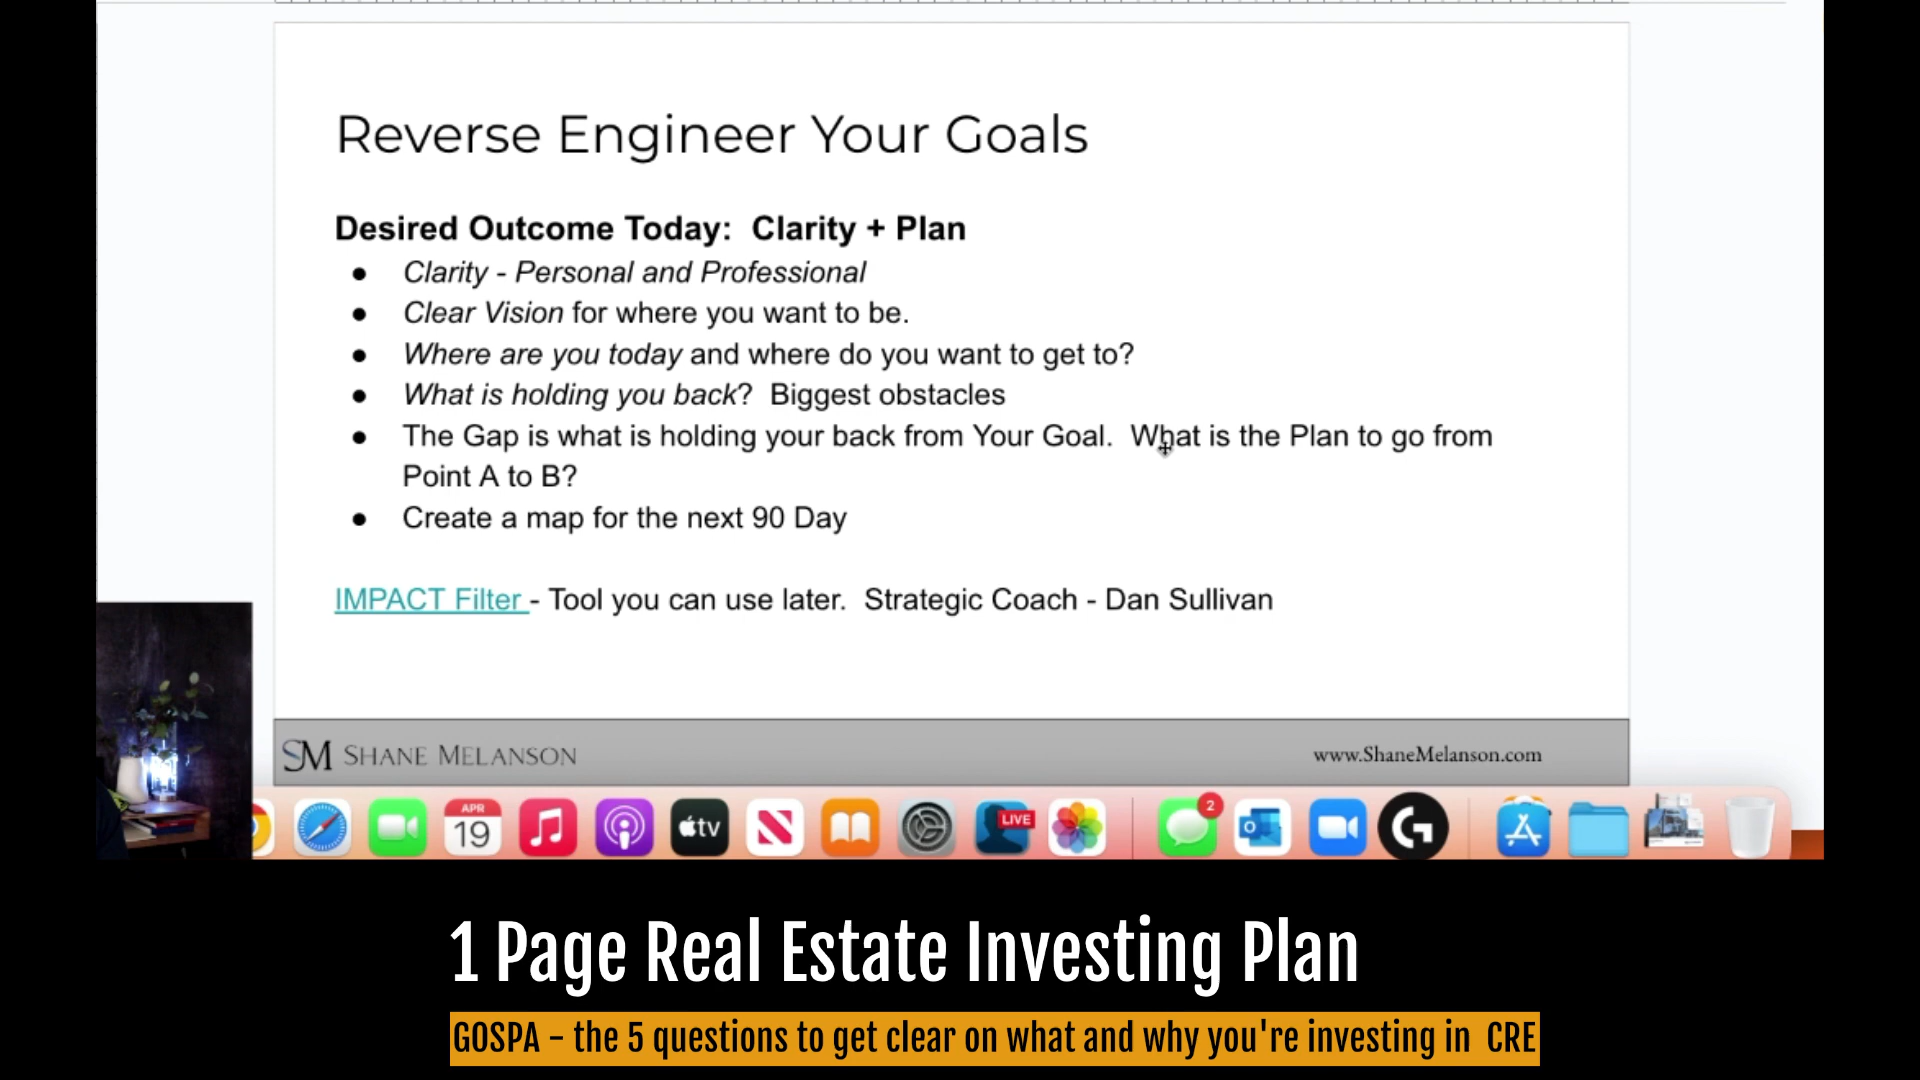 Reverse Engineer Your Goals
Desired Outcome Today: Clarity + Plan
● Clarity - Personal and Professional
● Clear Vision for where you want to be.
● Where are you today and where do you want to get to?
● What is holding you back? Biggest obstacles
● The Gap is what is holding your back from Your Goal. What is the Plan to go from
Point A to B?
● Create a map for the next 90 Day
IMPACT Filter - Tool you can use later. Strategic Coach - Dan Sullivan
SM SHANE MELANSON
www.ShaneMelanson.com
APR
19
tv
LIVE
2
1 Page Real Estate Investing Plan
GOSPA - the 5 questions to get clear on what and why you're investing in CRE